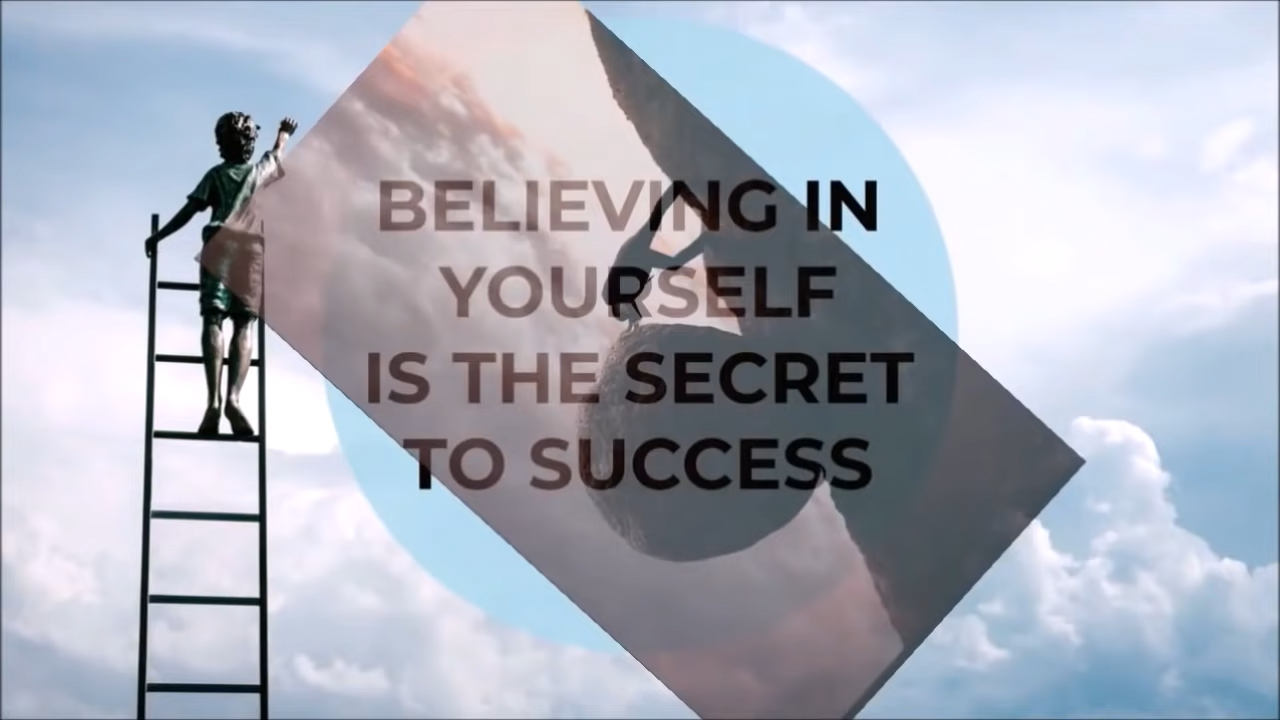 BELIEVING IN
YOURSELF
IS THE SECRET
TO SUCCESS